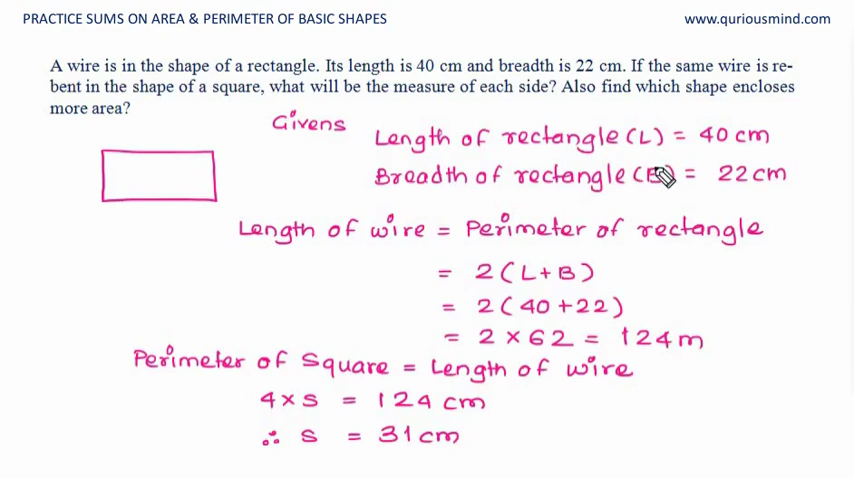 PRACTICE SUMS ON AREA & PERIMETER OF BASIC SHAPES
www.quriousmind.com
A wire is in the shape of a rectangle. Its length is 40 cm and breadth is 22 cm. If the same wire is re-
bent in the shape of a square, what will be the measure of each side? Also find which shape encloses
more area?
Givens
Length of rectangle (L) = 40 cm
Breadth of rectangle (B) = 22 cm
Length of wire = Perimeter of rectangle
= 2 (L + B)
= 2 (40 + 22)
= 2 × 62 = 124 m
Perimeter of Square = Length of wire
4 × s = 124 cm
∴ s = 31 cm